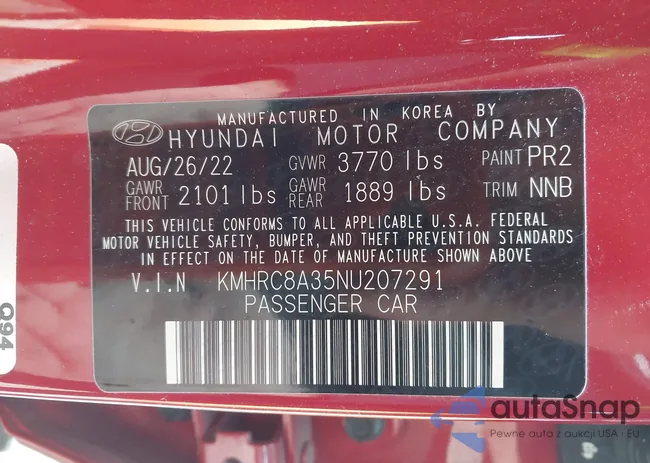 MANUFACTURED IN KOREA BY
HYUNDAI MOTOR COMPANY
AUG/26/22 GVWR 3770 lbs PAINT PR2
GAWR FRONT 2101 lbs GAWR REAR 1889 lbs TRIM NNB
THIS VEHICLE CONFORMS TO ALL APPLICABLE U.S.A. FEDERAL
MOTOR VEHICLE SAFETY, BUMPER, AND THEFT PREVENTION STANDARDS
IN EFFECT ON THE DATE OF MANUFACTURE SHOWN ABOVE
V.I.N KMHRC8A35NU207291
PASSENGER CAR
Q94
autaSnap
Pewne auta z aukcji USA i EU